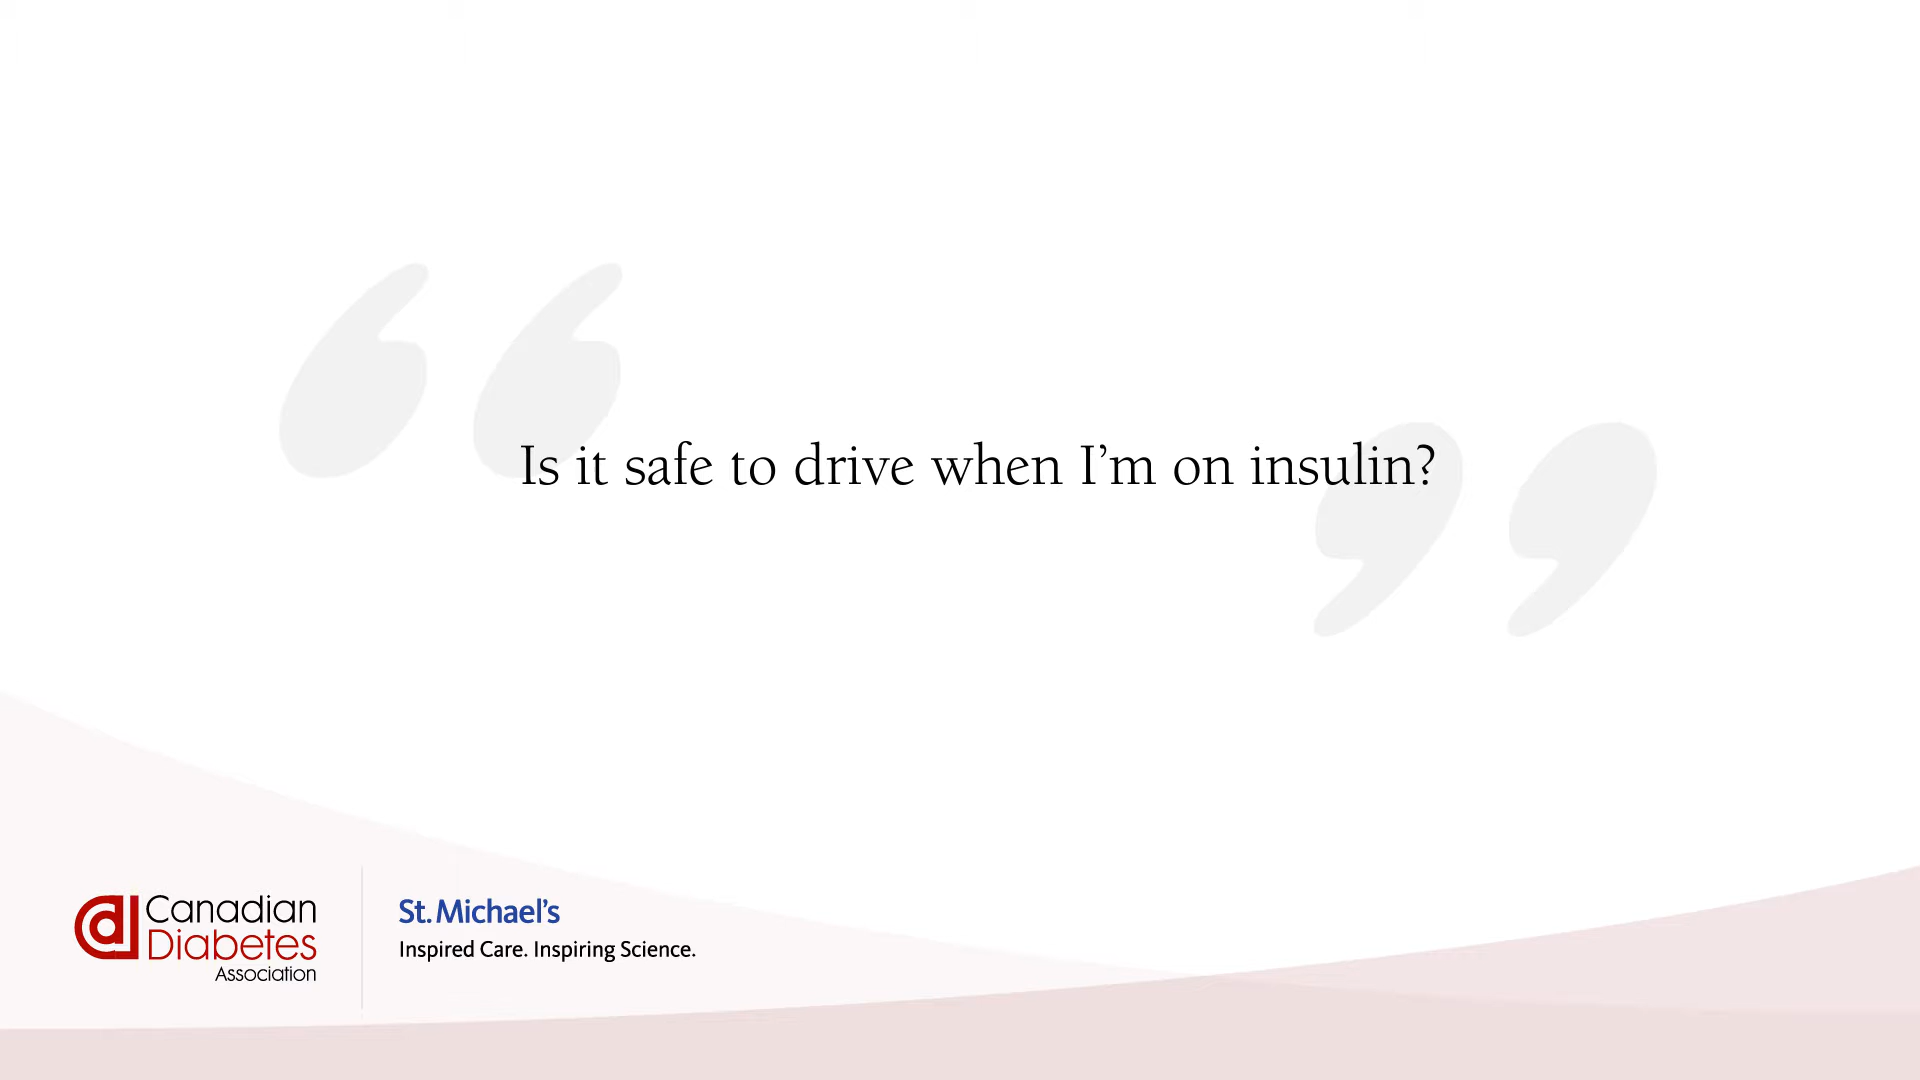 Is it safe to drive when I’m on insulin?
Canadian
Diabetes
Association
St. Michael’s
Inspired Care. Inspiring Science.